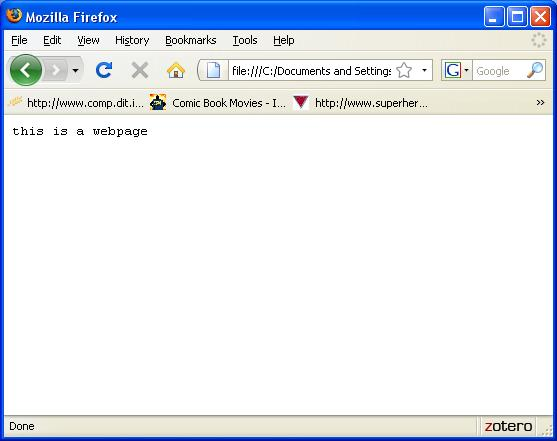 Mozilla Firefox
File Edit View History Bookmarks Tools Help
file:///C:/Documents and Settings G Google
http://www.comp.dit.i... Comic Book Movies - I... http://www.superher... »
this is a webpage
Done zotero